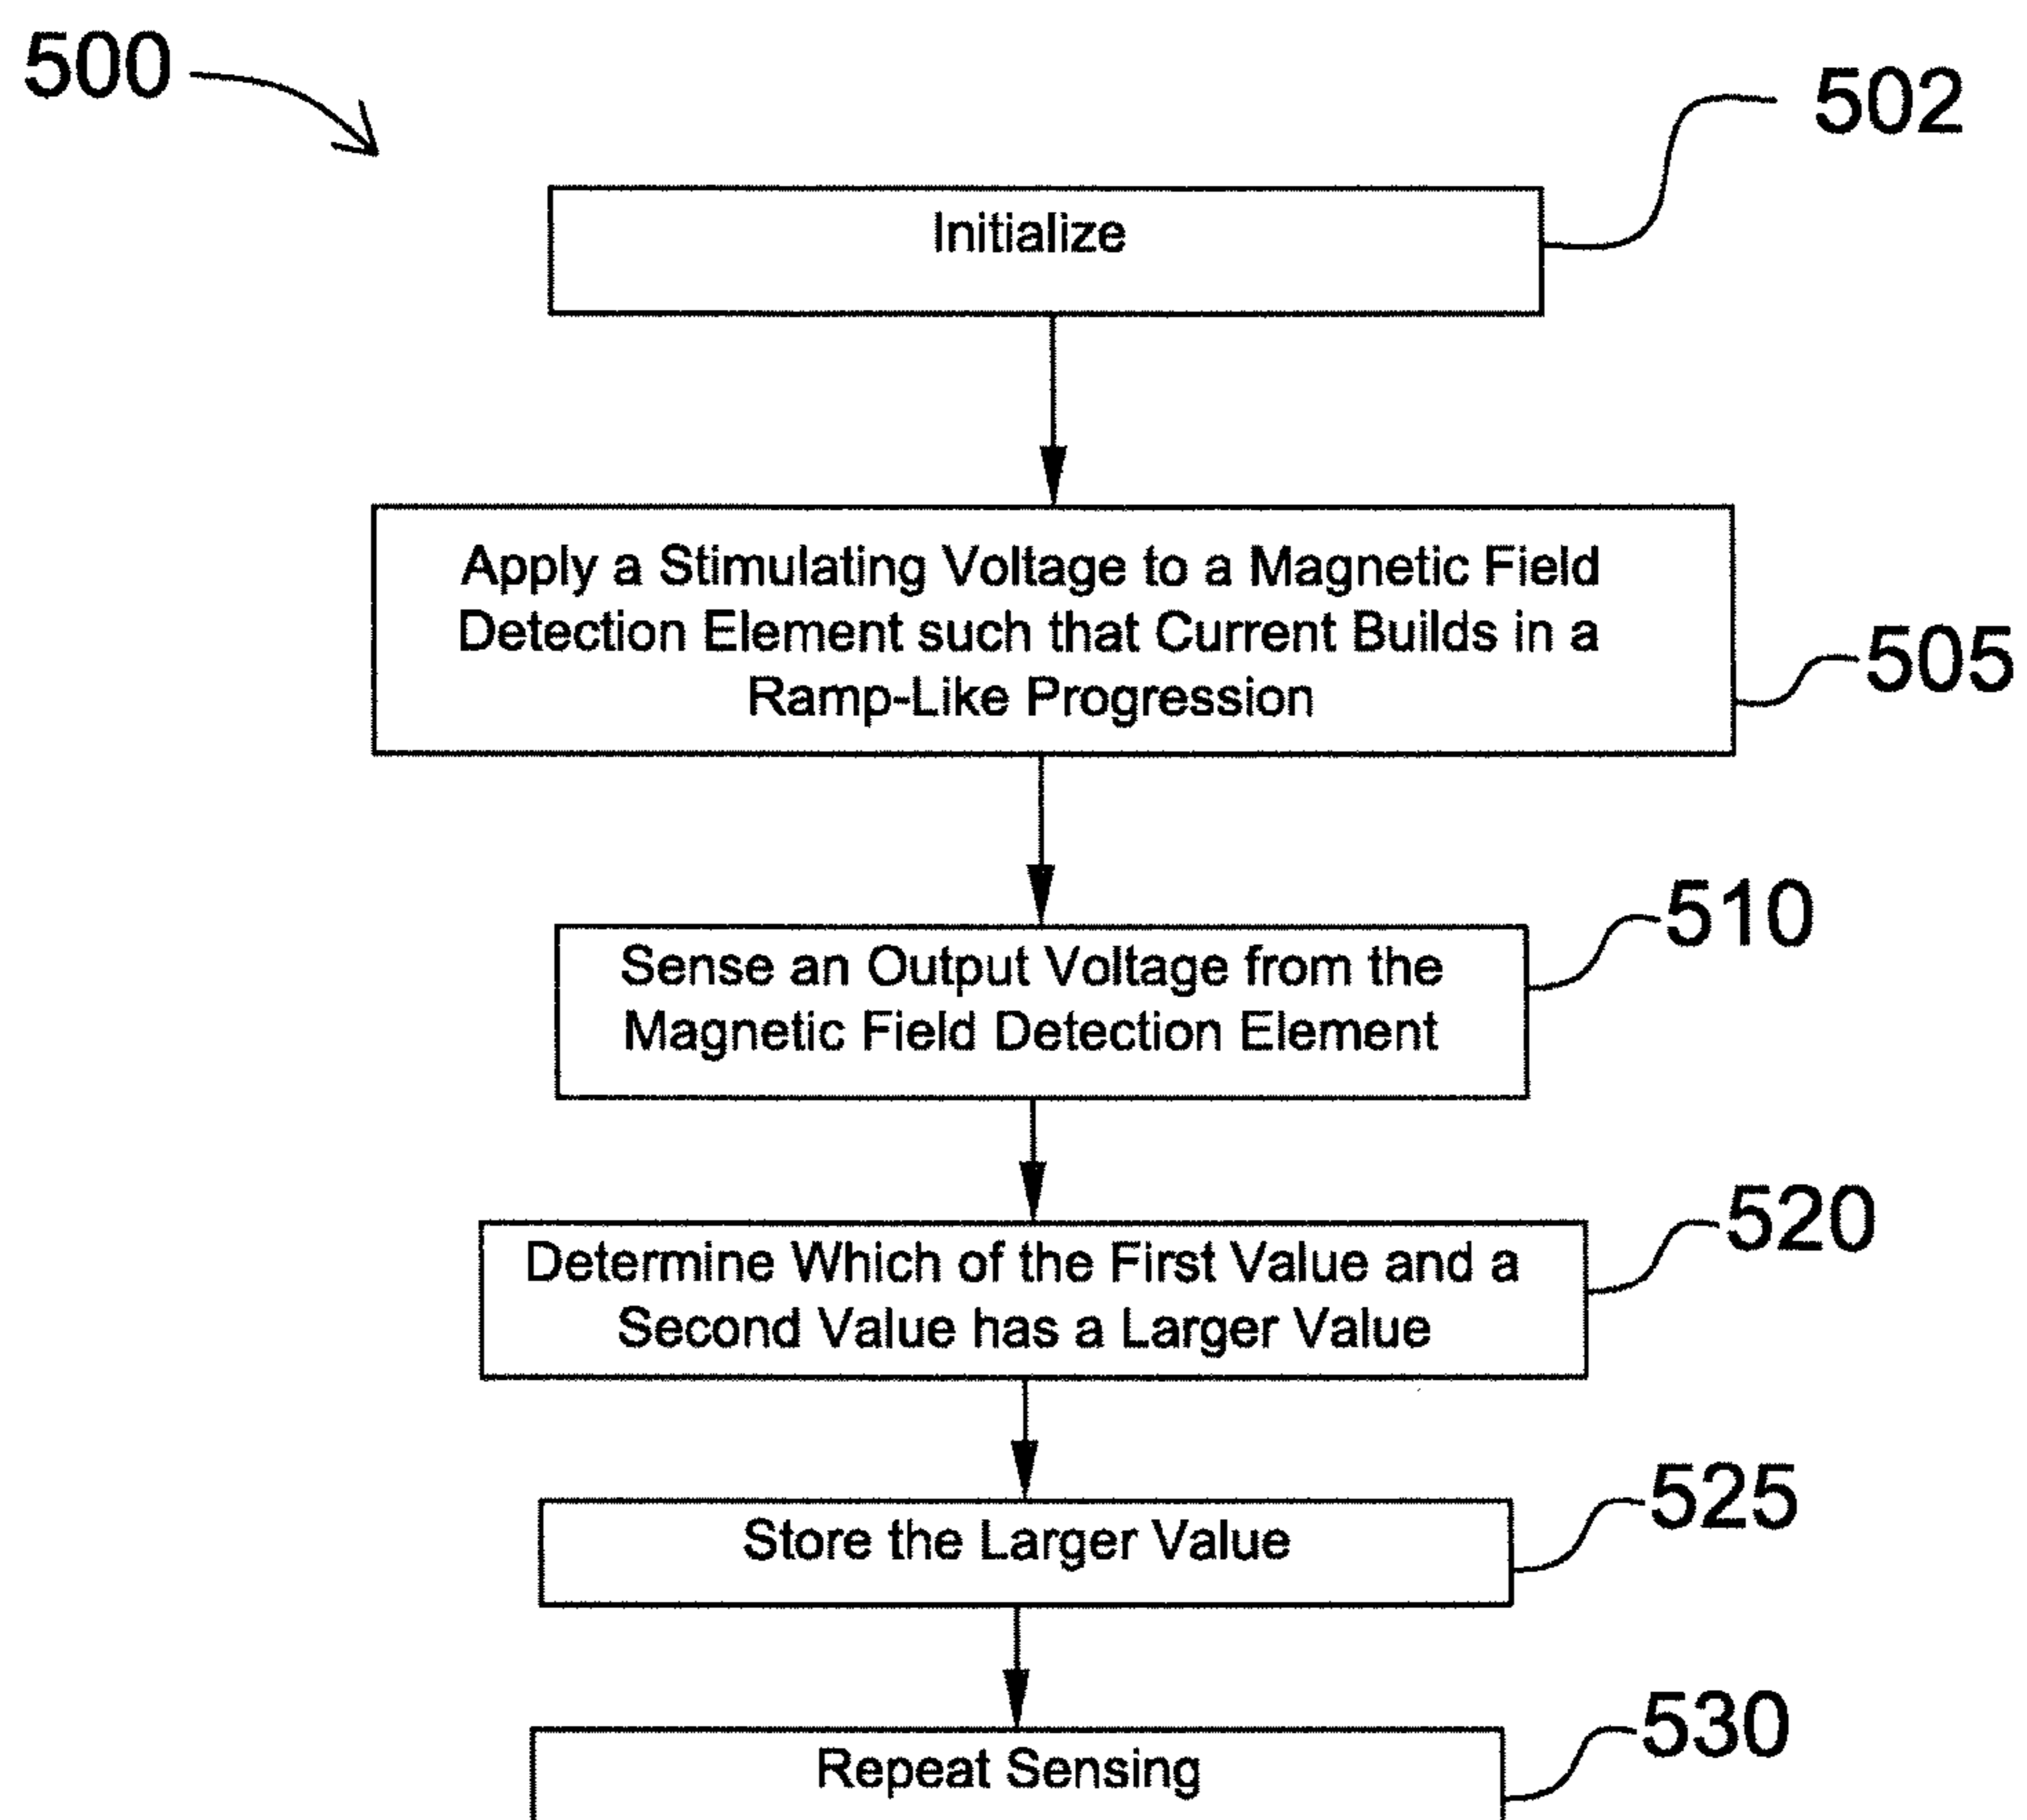 500
502
Initialize
Apply a Stimulating Voltage to a Magnetic Field
Detection Element such that Current Builds in a
Ramp-Like Progression
505
510
Sense an Output Voltage from the
Magnetic Field Detection Element
520
Determine Which of the First Value and a
Second Value has a Larger Value
525
Store the Larger Value
530
Repeat Sensing